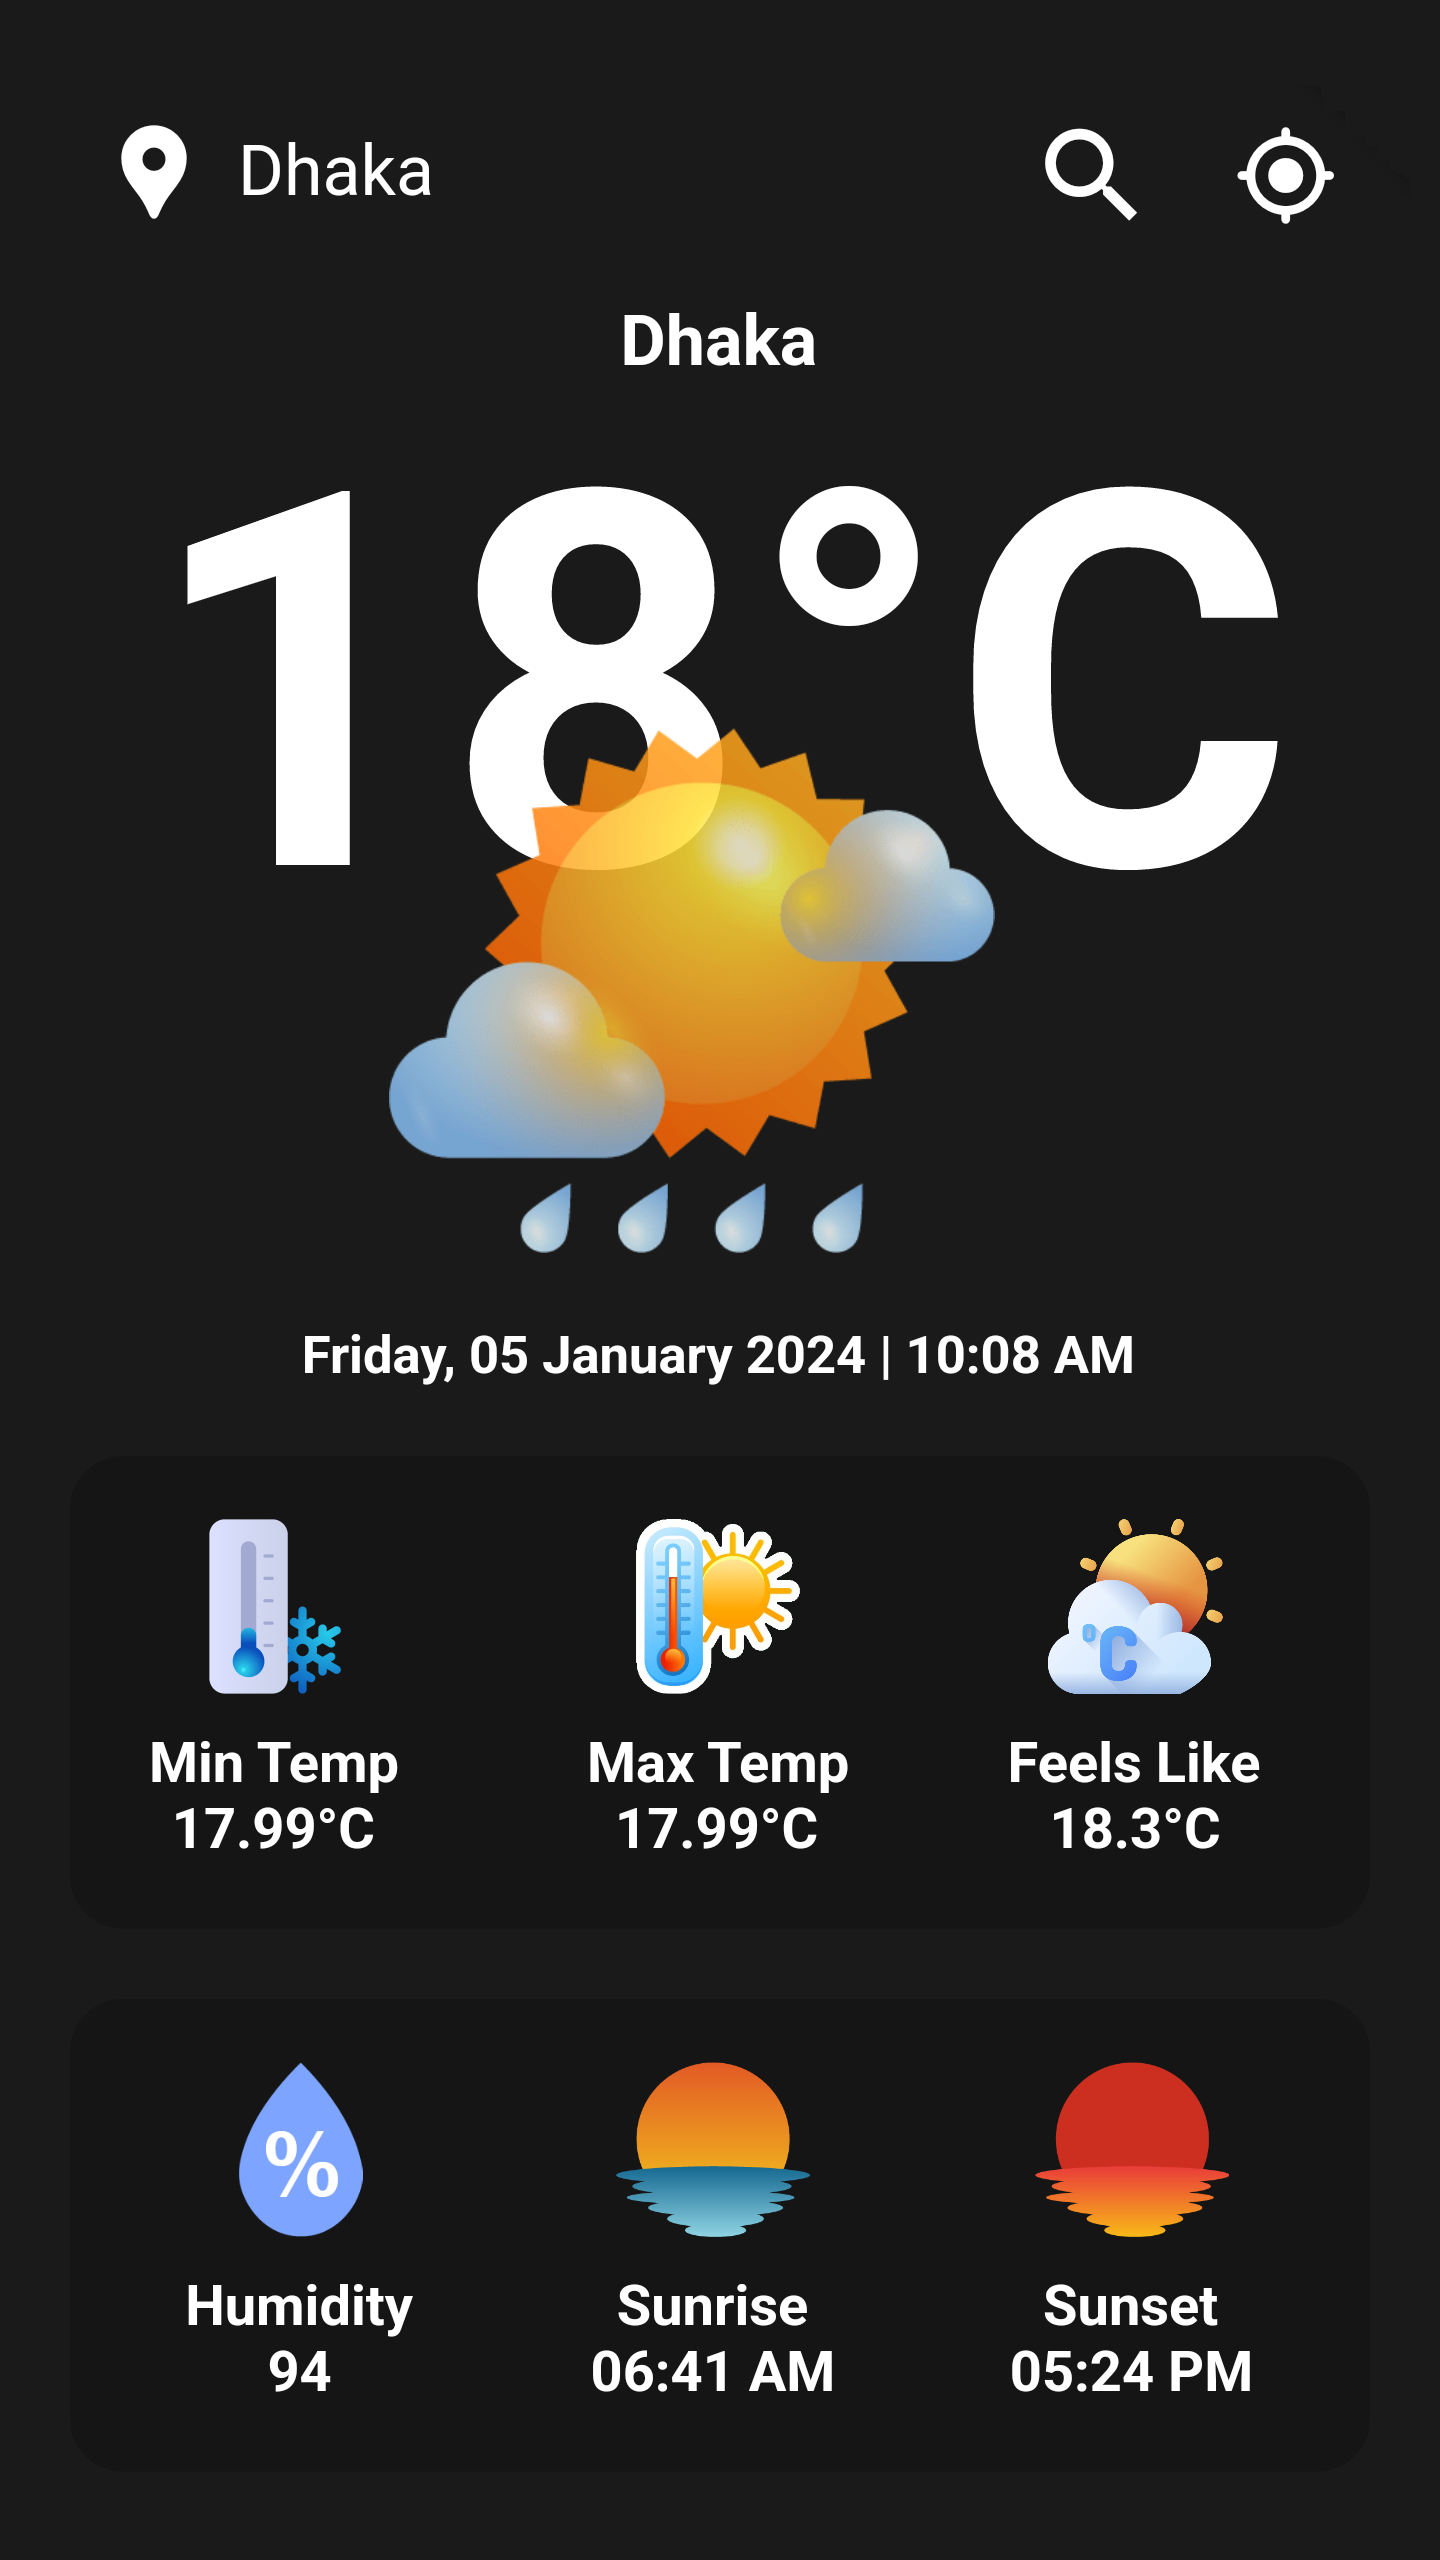 Dhaka
Dhaka
18°C
Friday, 05 January 2024 | 10:08 AM
Min Temp
17.99°C
Max Temp
17.99°C
°C
Feels Like
18.3°C
%
Humidity
94
Sunrise
06:41 AM
Sunset
05:24 PM